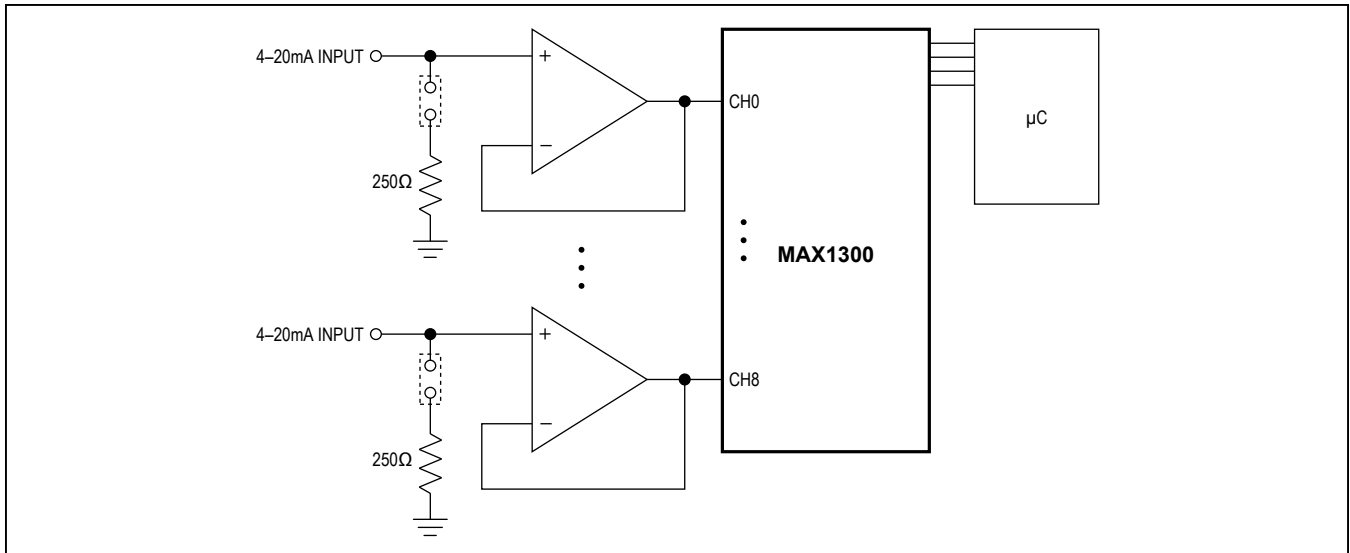 4–20mA INPUT
+
−
250Ω
CH0
µC
MAX1300
4–20mA INPUT
+
−
250Ω
CH8